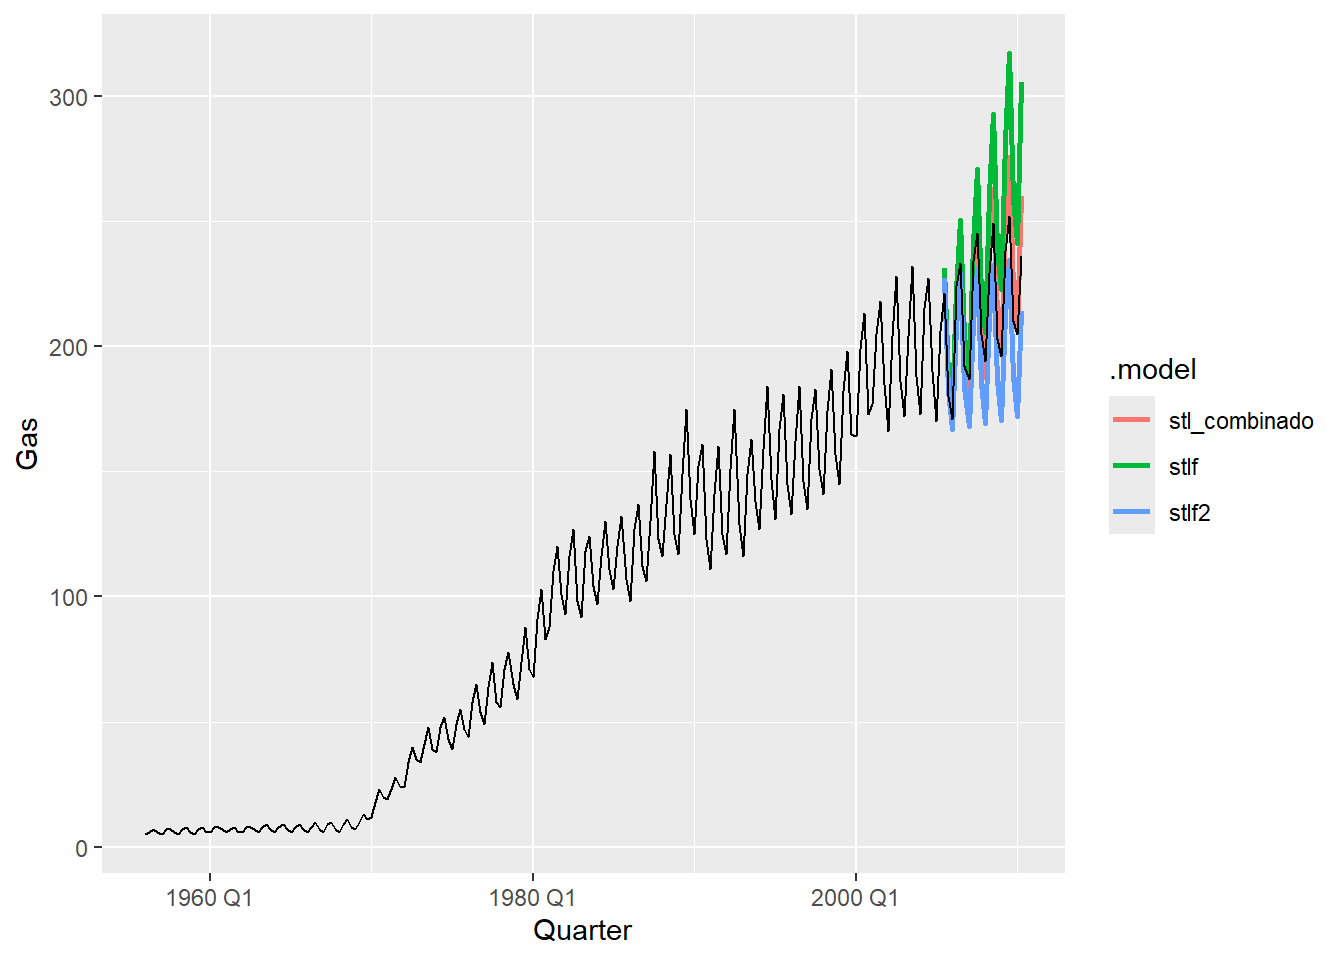 300
200
100
0
Gas
1960 Q1
1980 Q1
2000 Q1
Quarter
.model
stl_combinado
stlf
stlf2